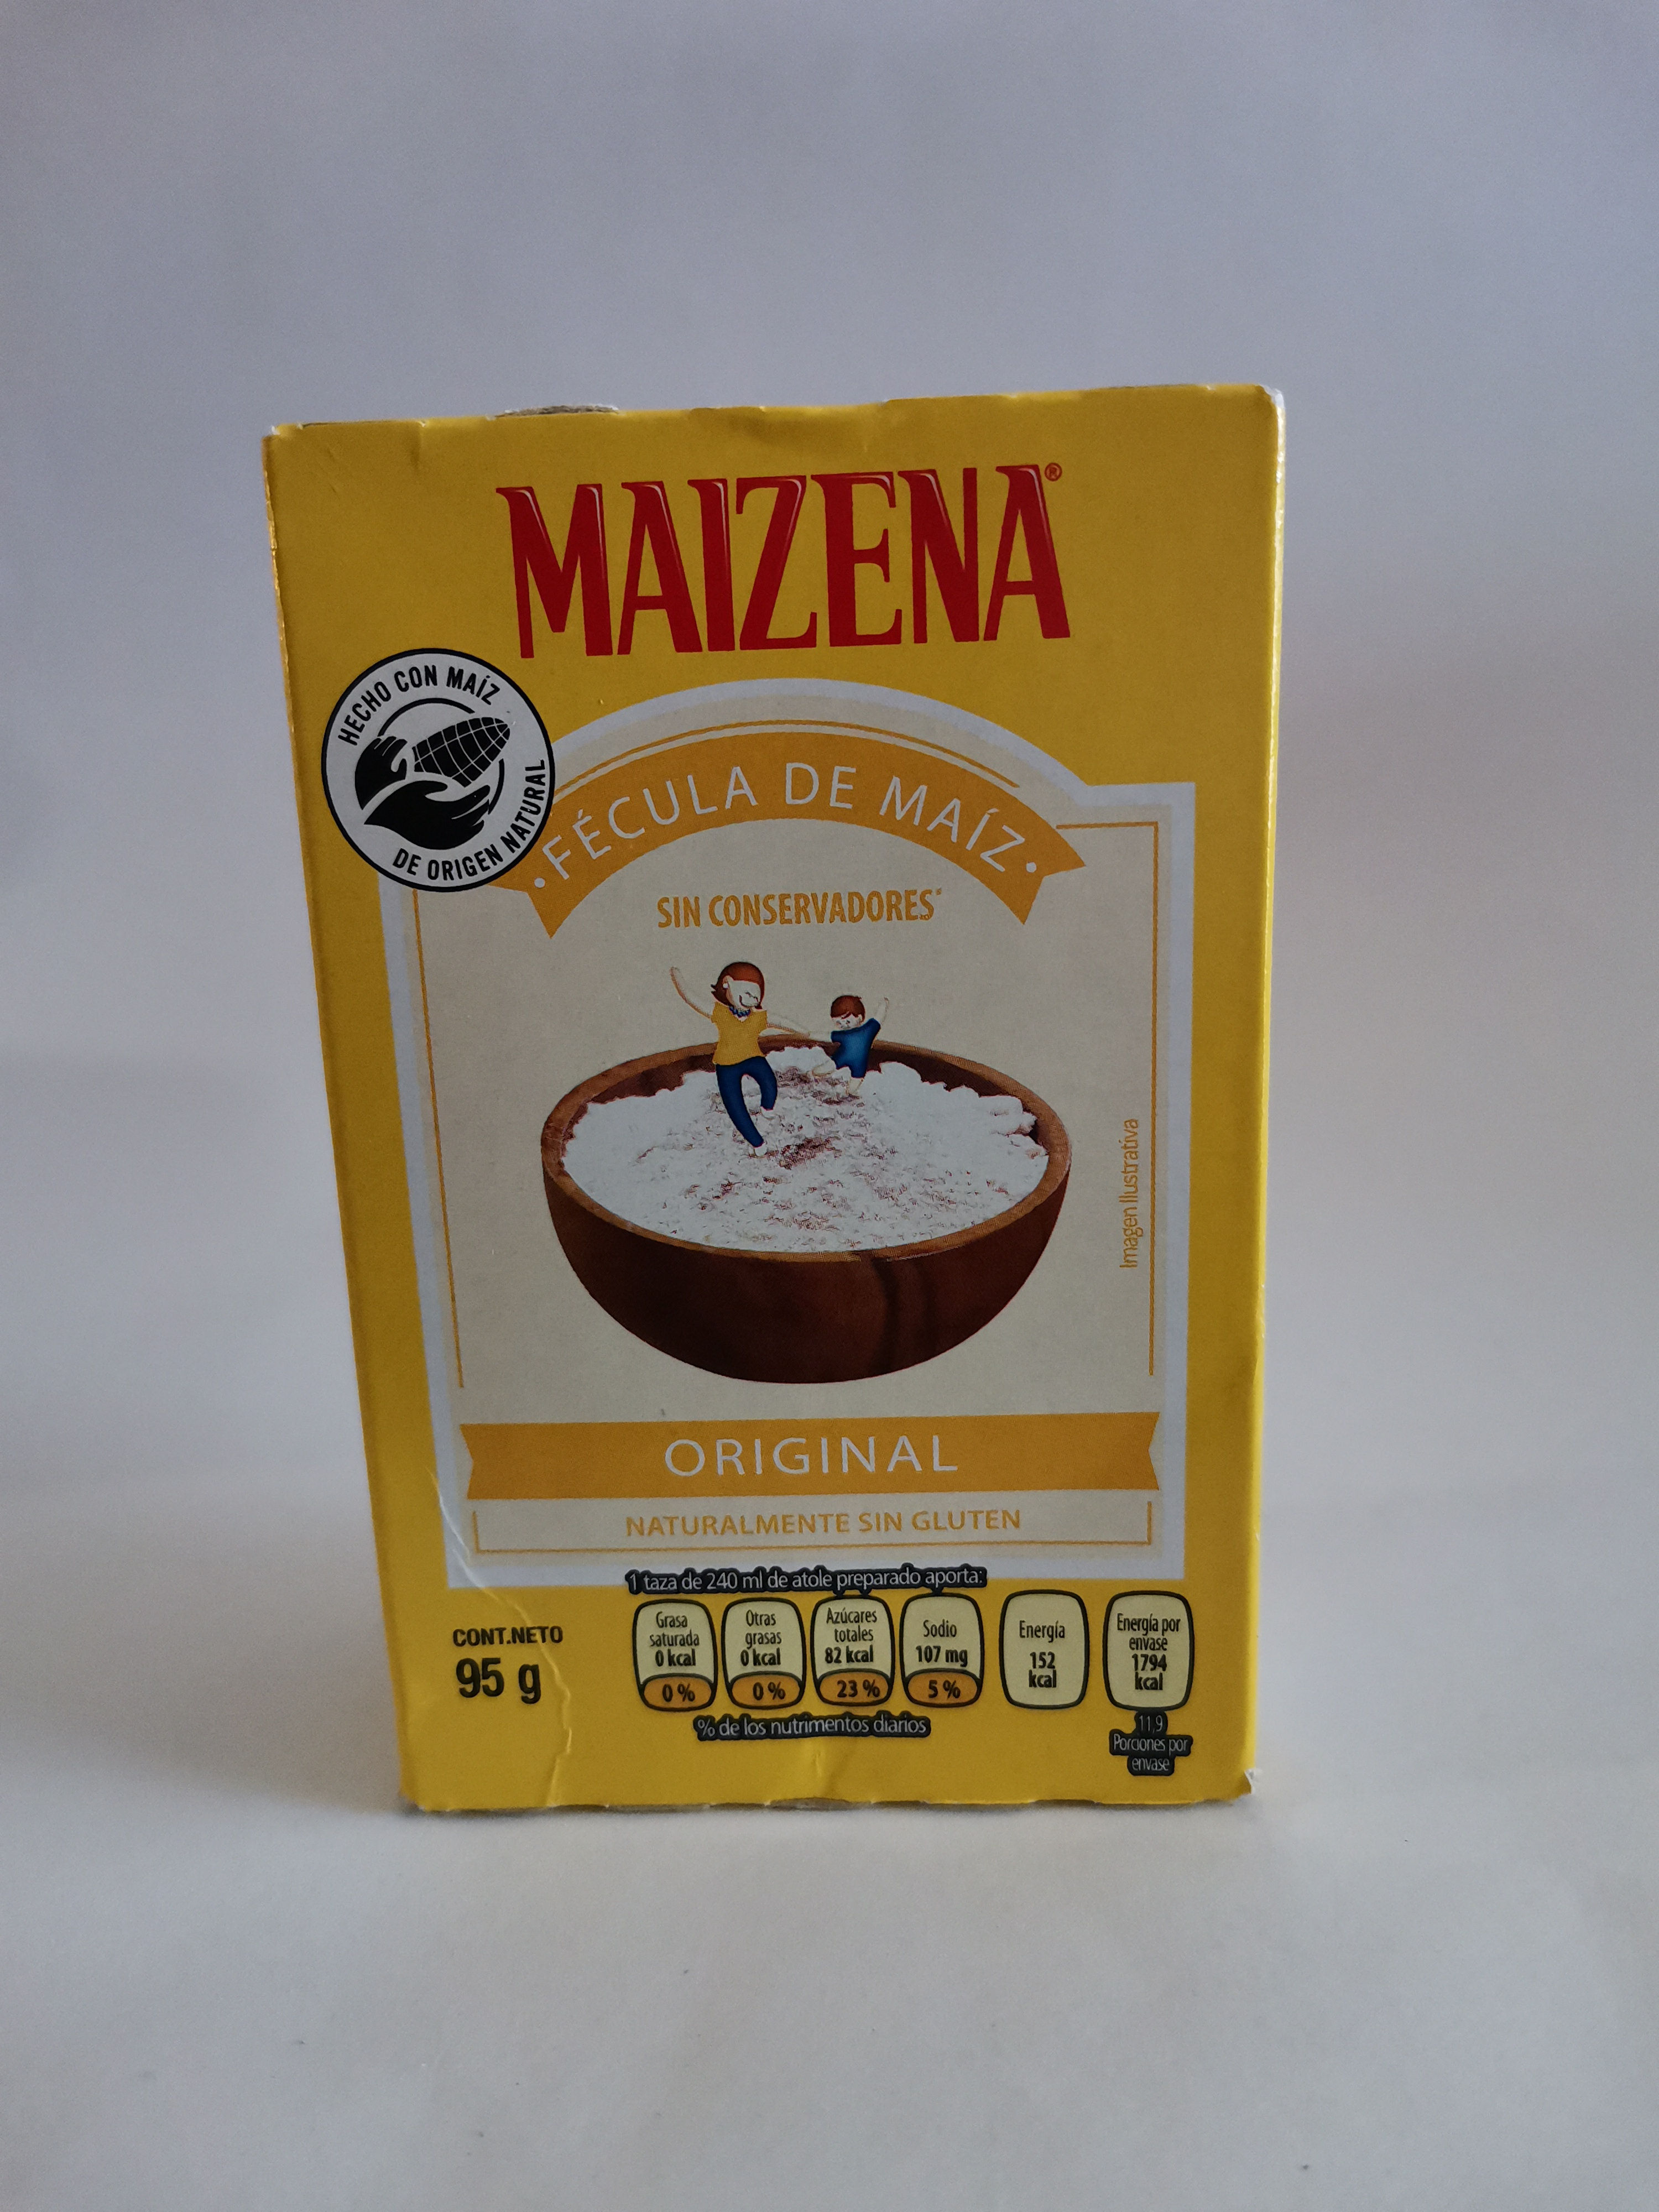 MAIZENA®
HECHO CON MAÍZ
DE ORIGEN NATURAL
•FÉCULA DE MAÍZ•
SIN CONSERVADORES*
Imagen Ilustrativa
ORIGINAL
NATURALMENTE SIN GLUTEN
1 taza de 240 ml de atole preparado aporta:
CONT.NETO
95 g
Grasa
saturada
0 kcal
0 %
Otras
grasas
0 kcal
0 %
Azúcares
totales
82 kcal
23 %
Sodio
107 mg
5 %
Energía
152
kcal
Energía por
envase
1794
kcal
% de los nutrimentos diarios
11,9
Porciones por
envase